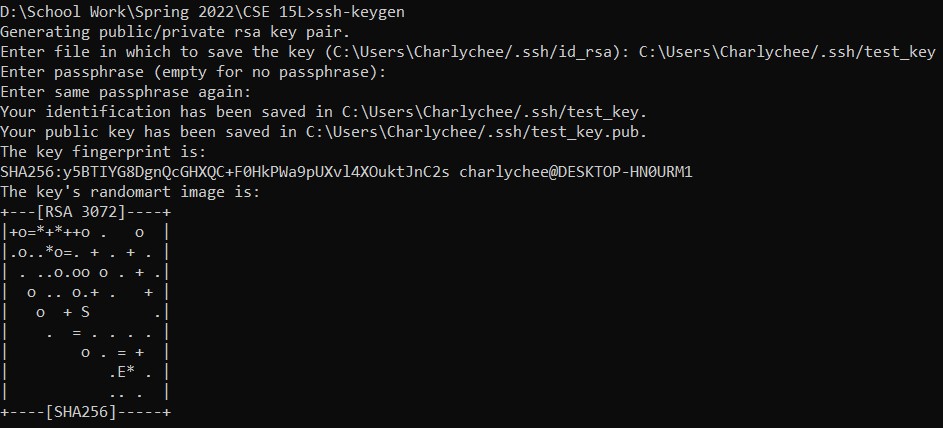 D:\School Work\Spring 2022\CSE 15L>ssh-keygen
Generating public/private rsa key pair.
Enter file in which to save the key (C:\Users\Charlychee/.ssh/id_rsa): C:\Users\Charlychee/.ssh/test_key
Enter passphrase (empty for no passphrase):
Enter same passphrase again:
Your identification has been saved in C:\Users\Charlychee/.ssh/test_key.
Your public key has been saved in C:\Users\Charlychee/.ssh/test_key.pub.
The key fingerprint is:
SHA256:y5BTIYG8DgnQcGHXQC+F0HkPWa9pUXvl4XOuktJnC2s charlychee@DESKTOP-HN0URM1
The key's randomart image is:
+---[RSA 3072]----+
|+o=*+*++o .   o  |
|.o..*o=. + . + . |
| . ..o.oo o . + .|
|  o .. o.+ .   + |
|   o  + S       .|
|    .  = . . . . |
|        o . = +  |
|           .E* . |
|           .. .  |
+----[SHA256]-----+